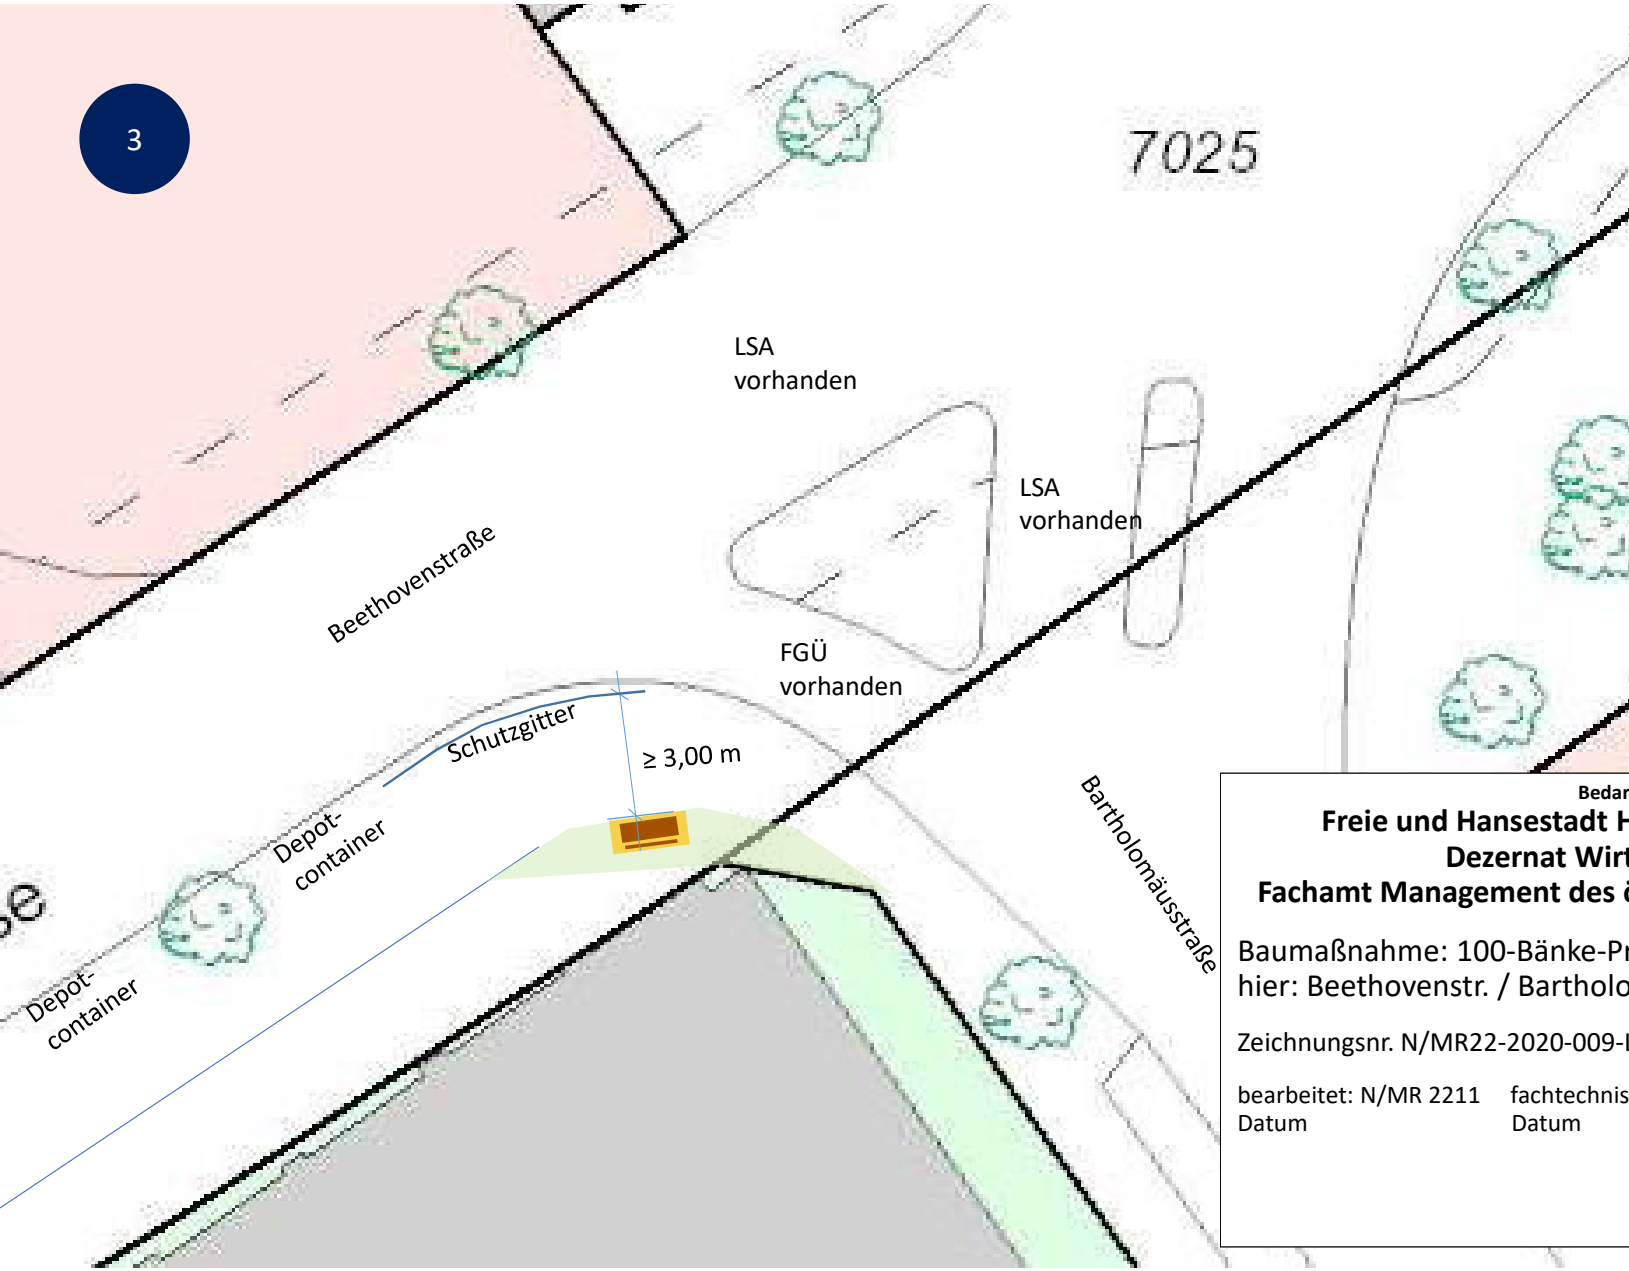 3
7025
LSA
vorhanden
LSA
vorhanden
Beethovenstraße
FGÜ
vorhanden
Schutzgitter
≥ 3,00 m
Depot-
container
Depot-
container
Bartholomäusstraße
Bedar
Freie und Hansestadt H
Dezernat Wirt
Fachamt Management des ö
Baumaßnahme: 100-Bänke-Pr
hier: Beethovenstr. / Bartholo
Zeichnungsnr. N/MR22-2020-009-L
bearbeitet: N/MR 2211 fachtechnis
Datum Datum